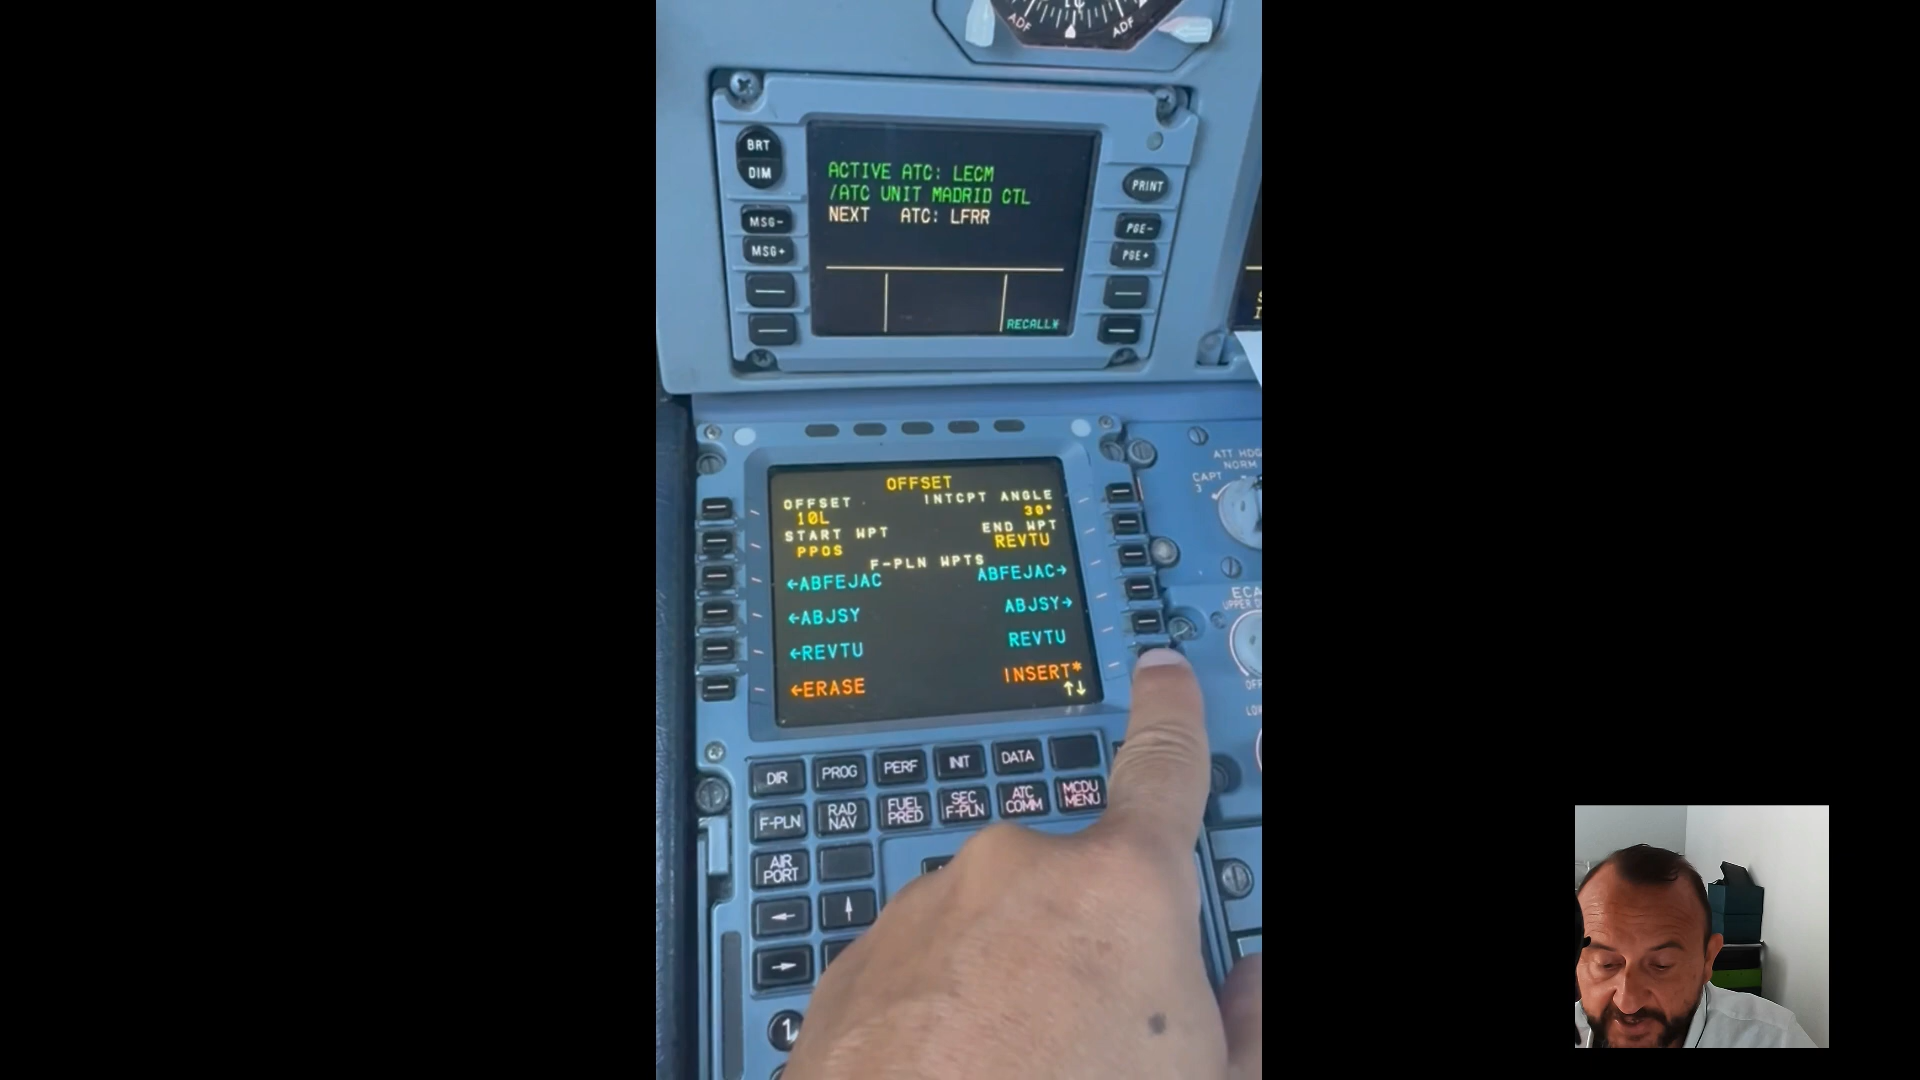 ADF ADF
BRT
DIM
MSG-
MSG+
PRINT
PGE-
PGE+
ACTIVE ATC: LECM
/ATC UNIT MADRID CTL
NEXT ATC: LFRR
RECALL*
OFFSET
OFFSET INTCPT ANGLE
10L 30°
START WPT END WPT
PPOS REVTU
F-PLN WPTS
←ABFEJAC ABFEJAC→
←ABJSY ABJSY→
←REVTU REVTU
←ERASE INSERT*
↑↓
ATT HDG
NORM
CAPT
3
DIR PROG PERF INIT DATA
F-PLN RAD NAV FUEL PRED SEC F-PLN ATC COMM MCDU MENU
AIR PORT
← ↑
→
1